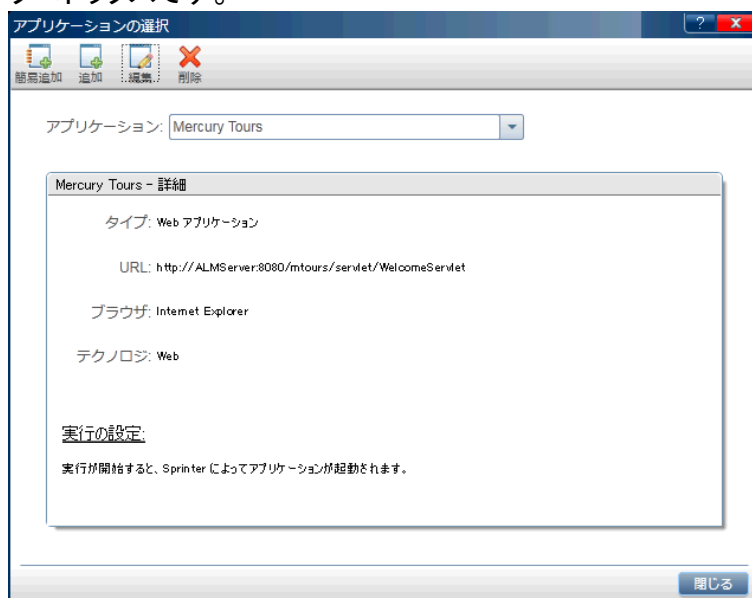 アプリケーションの選択
?
X
簡易追加 追加 編集 削除
アプリケーション: Mercury Tours
Mercury Tours - 詳細
タイプ: Web アプリケーション
URL: http://ALMServer:8080/mtours/servlet/WelcomeServlet
ブラウザ: Internet Explorer
テクノロジ: Web
実行の設定:
実行が開始すると、Sprinter によってアプリケーションが起動されます。
閉じる